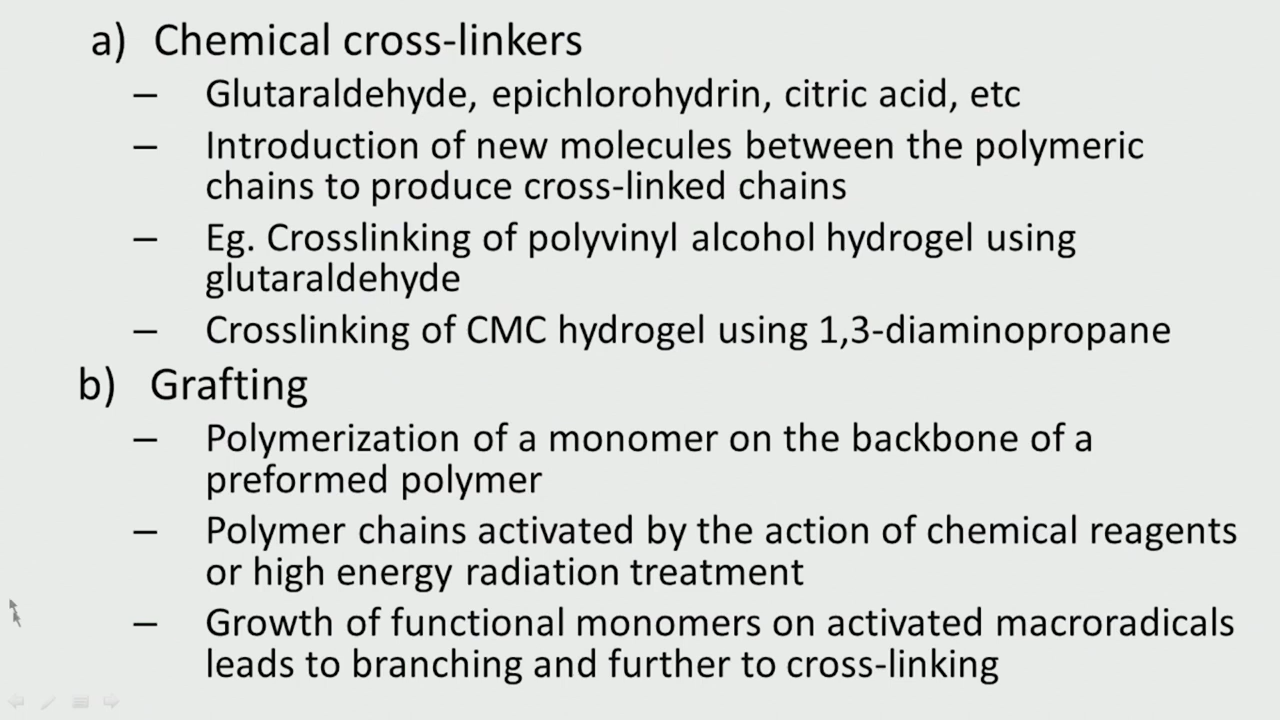 a) Chemical cross-linkers
– Glutaraldehyde, epichlorohydrin, citric acid, etc
– Introduction of new molecules between the polymeric
chains to produce cross-linked chains
– Eg. Crosslinking of polyvinyl alcohol hydrogel using
glutaraldehyde
– Crosslinking of CMC hydrogel using 1,3-diaminopropane
b) Grafting
– Polymerization of a monomer on the backbone of a
preformed polymer
– Polymer chains activated by the action of chemical reagents
or high energy radiation treatment
– Growth of functional monomers on activated macroradicals
leads to branching and further to cross-linking